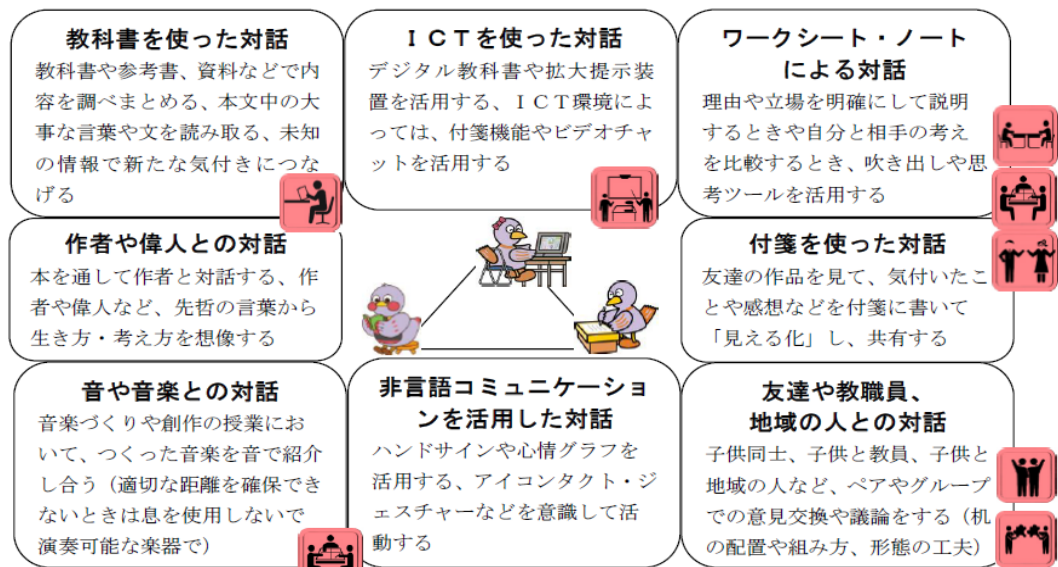 教科書を使った対話
教科書や参考書、資料などで内
容を調べまとめる、本文中の大
事な言葉や文を読み取る、未知
の情報で新たな気付きにつな
げる
ＩＣＴを使った対話
デジタル教科書や拡大提示装
置を活用する、ＩＣＴ環境によ
っては、付箋機能やビデオチャ
ットを活用する
ワークシート・ノート
による対話
理由や立場を明確にして説明
するときや自分と相手の考え
を比較するとき、吹き出しや思
考ツールを活用する
作者や偉人との対話
本を通して作者と対話する、作
者や偉人など、先哲の言葉から
生き方・考え方を想像する
付箋を使った対話
友達の作品を見て、気付いたこ
とや感想などを付箋に書いて
「見える化」し、共有する
音や音楽との対話
音楽づくりや創作の授業にお
いて、つくった音楽を音で紹介
し合う（適切な距離を確保でき
ないときは息を使用しないで
演奏可能な楽器で）
非言語コミュニケーショ
ンを活用した対話
ハンドサインや心情グラフを
活用する、アイコンタクト・ジ
ェスチャーなどを意識して活
動する
友達や教職員、
地域の人との対話
子供同士、子供と教員、子供と
地域の人など、ペアやグループ
での意見交換や議論をする（机
の配置や組み方、形態の工夫）